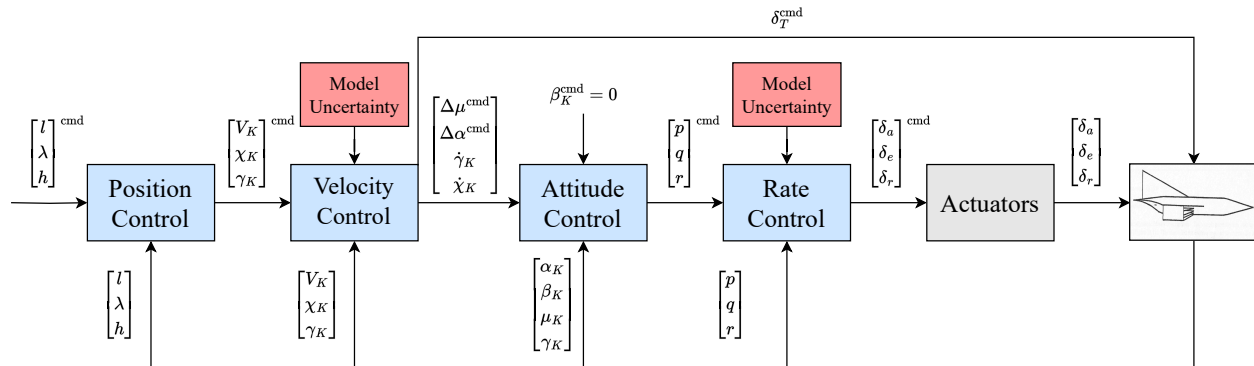 δ_T^cmd
Model
Uncertainty
Model
Uncertainty
β_K^cmd = 0
[l λ h]^cmd
[V_K χ_K γ_K]^cmd
[Δμ^cmd Δα^cmd γ̇_K χ̇_K]
[p q r]^cmd
[δ_a δ_e δ_r]^cmd
[δ_a δ_e δ_r]
Position
Control
Velocity
Control
Attitude
Control
Rate
Control
Actuators
[l λ h]
[V_K χ_K γ_K]
[α_K β_K μ_K γ_K]
[p q r]